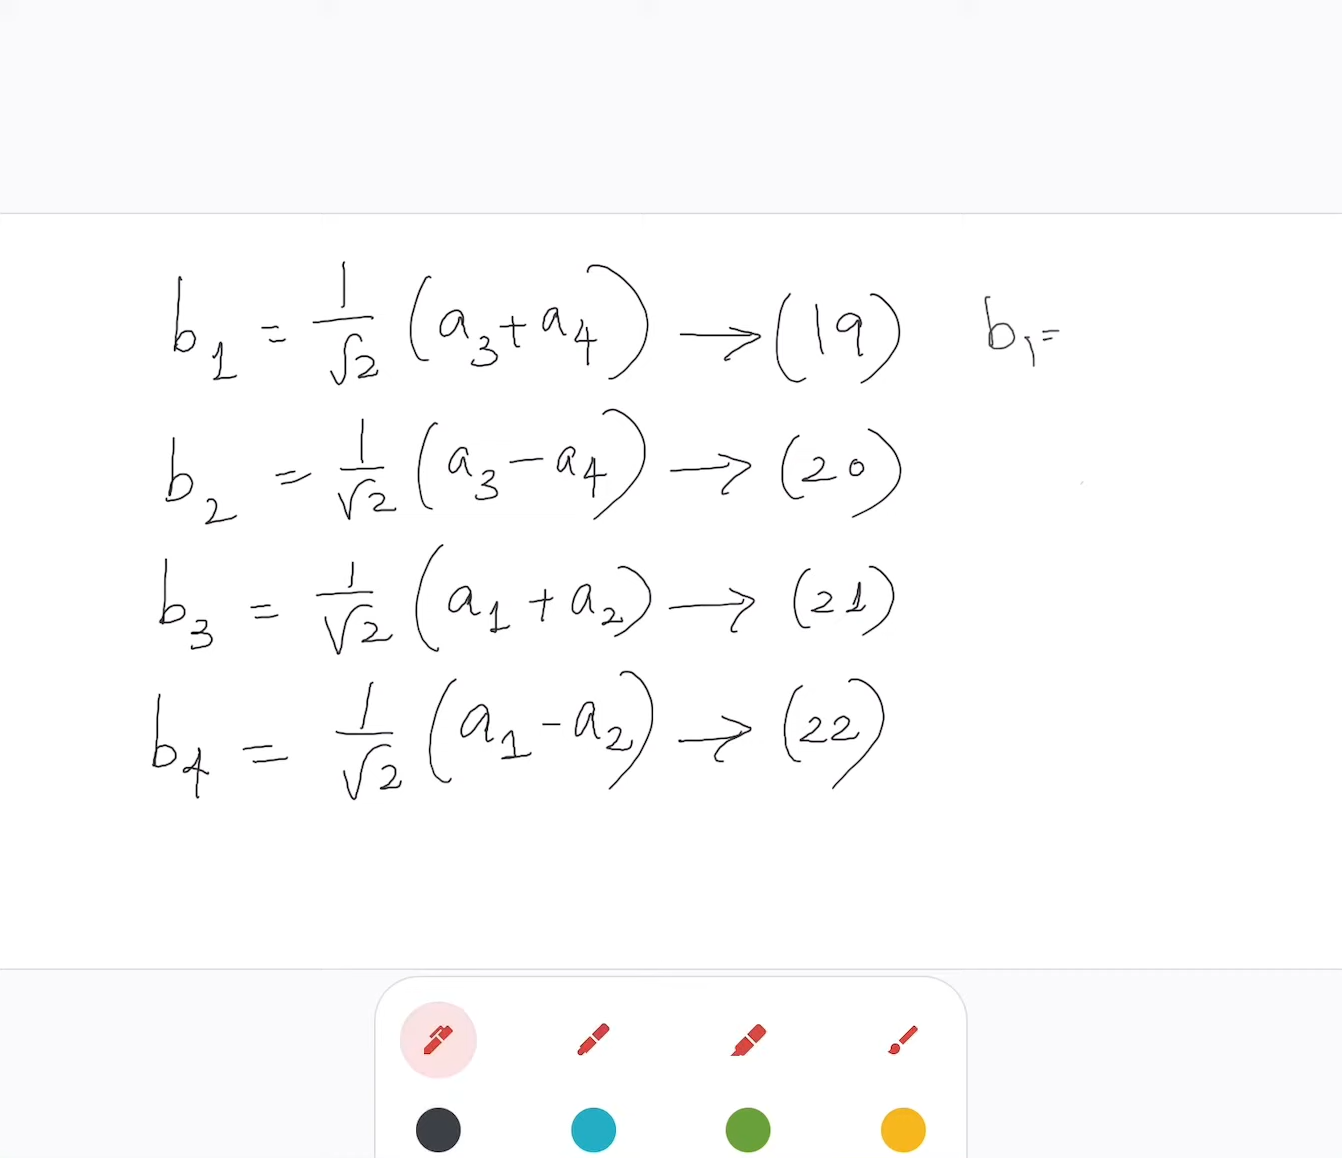 b₁ = 1/√2 (a₃ + a₄) → (19) b₁ =
b₂ = 1/√2 (a₃ − a₄) → (20)
b₃ = 1/√2 (a₁ + a₂) → (21)
b₄ = 1/√2 (a₁ − a₂) → (22)